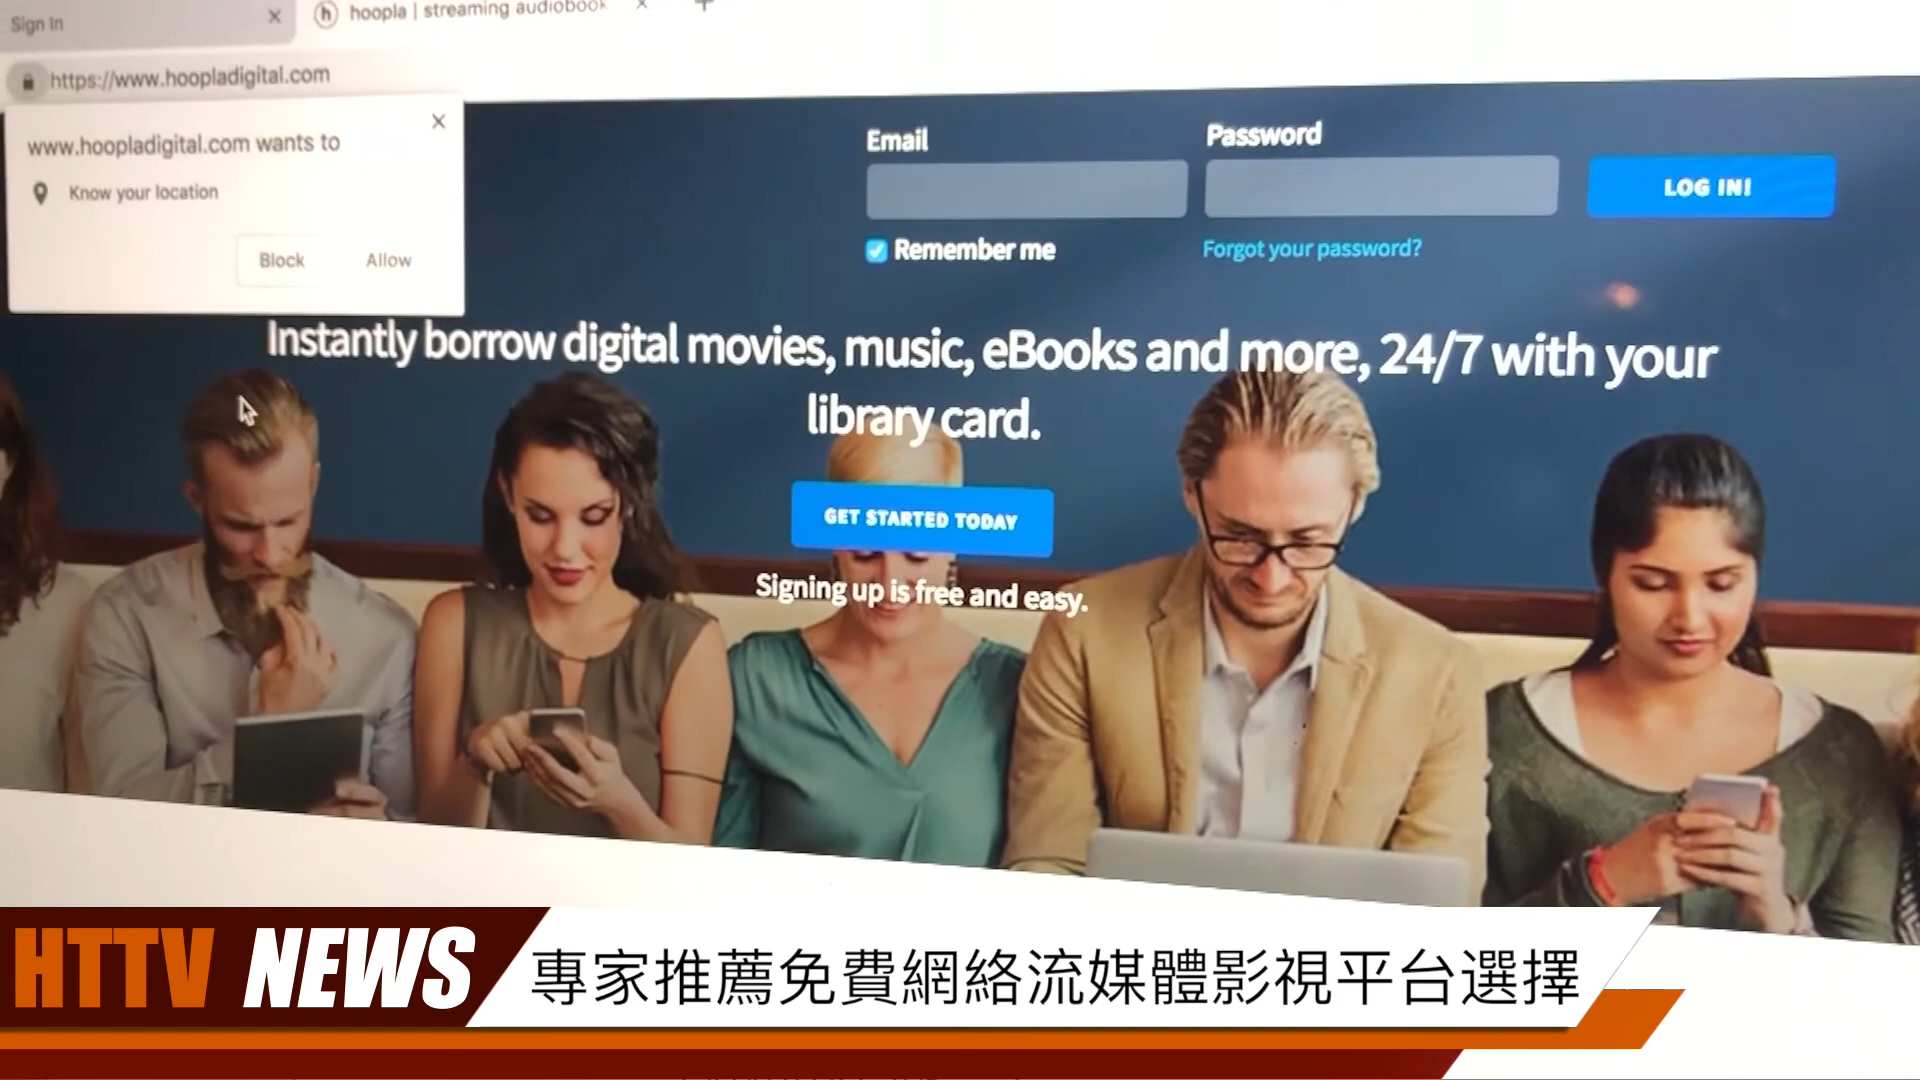 Sign In
hoopla | streaming audiobook
https://www.hoopladigital.com
www.hoopladigital.com wants to
Know your location
Block
Allow
Email
Password
LOG IN!
Remember me
Forgot your password?
Instantly borrow digital movies, music, eBooks and more, 24/7 with your
library card.
GET STARTED TODAY
Signing up is free and easy.
HTTV NEWS
專家推薦免費網絡流媒體影視平台選擇